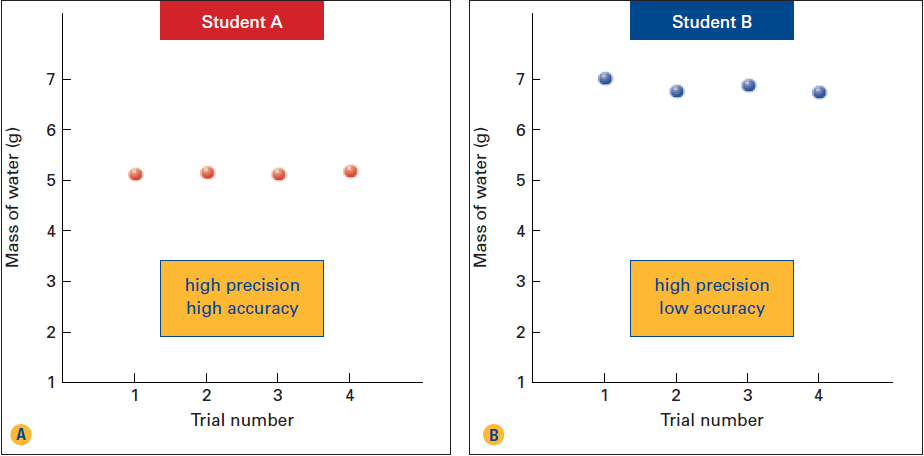 Student A
Mass of water (g)
7
6
5
4
3
2
1
high precision
high accuracy
1 2 3 4
Trial number
A
Student B
Mass of water (g)
7
6
5
4
3
2
1
high precision
low accuracy
1 2 3 4
Trial number
B